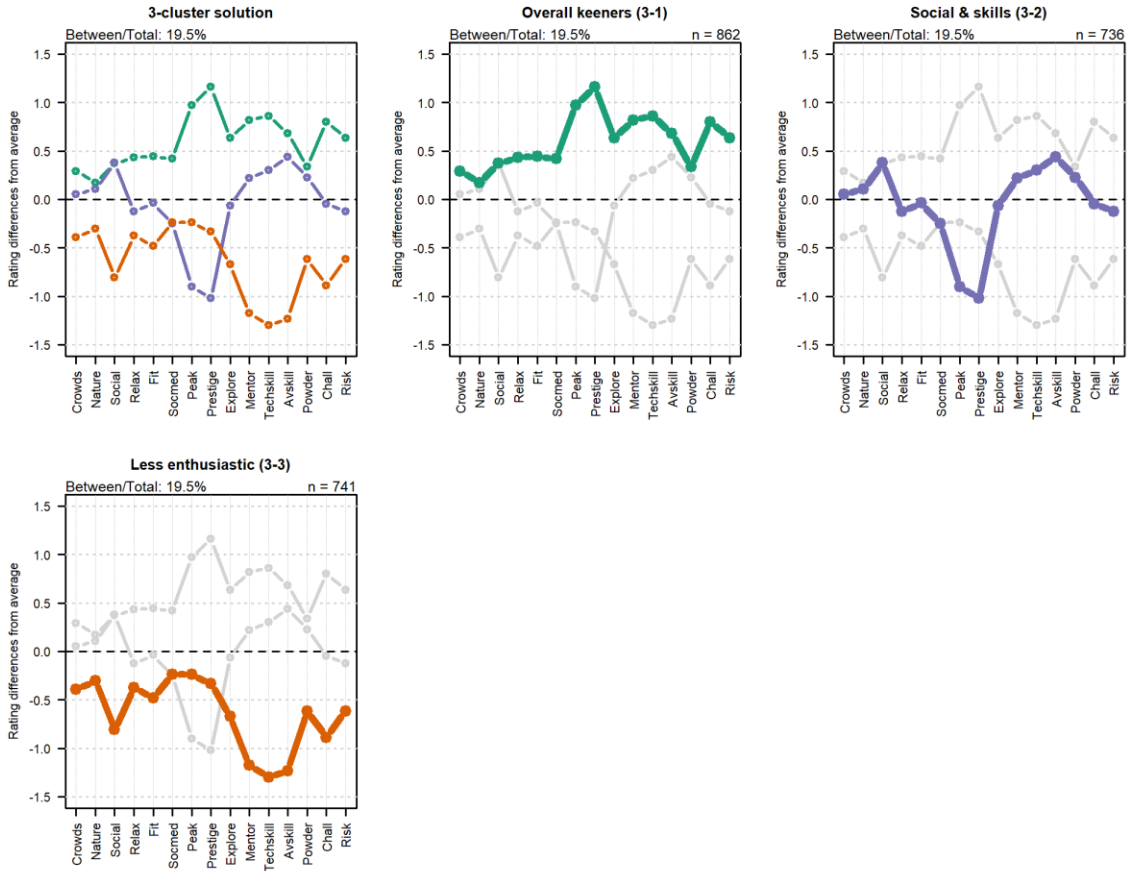 3-cluster solution
Between/Total: 19.5%
Rating differences from average
1.5
1.0
0.5
0.0
-0.5
-1.0
-1.5
Crowds
Nature
Social
Relax
Fit
Socmed
Peak
Prestige
Explore
Mentor
Techskill
Avskill
Powder
Chall
Risk
Overall keeners (3-1)
Between/Total: 19.5% n = 862
Rating differences from average
1.5
1.0
0.5
0.0
-0.5
-1.0
-1.5
Crowds
Nature
Social
Relax
Fit
Socmed
Peak
Prestige
Explore
Mentor
Techskill
Avskill
Powder
Chall
Risk
Social & skills (3-2)
Between/Total: 19.5% n = 736
Rating differences from average
1.5
1.0
0.5
0.0
-0.5
-1.0
-1.5
Crowds
Nature
Social
Relax
Fit
Socmed
Peak
Prestige
Explore
Mentor
Techskill
Avskill
Powder
Chall
Risk
Less enthusiastic (3-3)
Between/Total: 19.5% n = 741
Rating differences from average
1.5
1.0
0.5
0.0
-0.5
-1.0
-1.5
Crowds
Nature
Social
Relax
Fit
Socmed
Peak
Prestige
Explore
Mentor
Techskill
Avskill
Powder
Chall
Risk